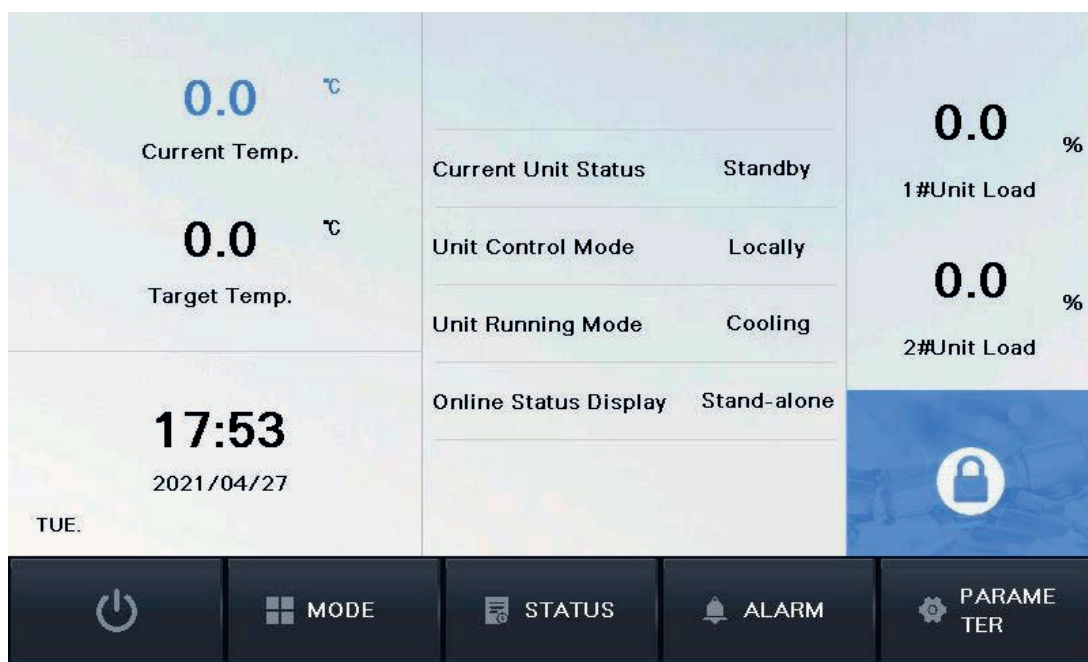 0.0 ℃
Current Temp.
0.0 ℃
Target Temp.
17:53
2021/04/27
TUE.
Current Unit Status Standby
Unit Control Mode Locally
Unit Running Mode Cooling
Online Status Display Stand-alone
0.0 %
1#Unit Load
0.0 %
2#Unit Load
MODE
STATUS
ALARM
PARAME
TER